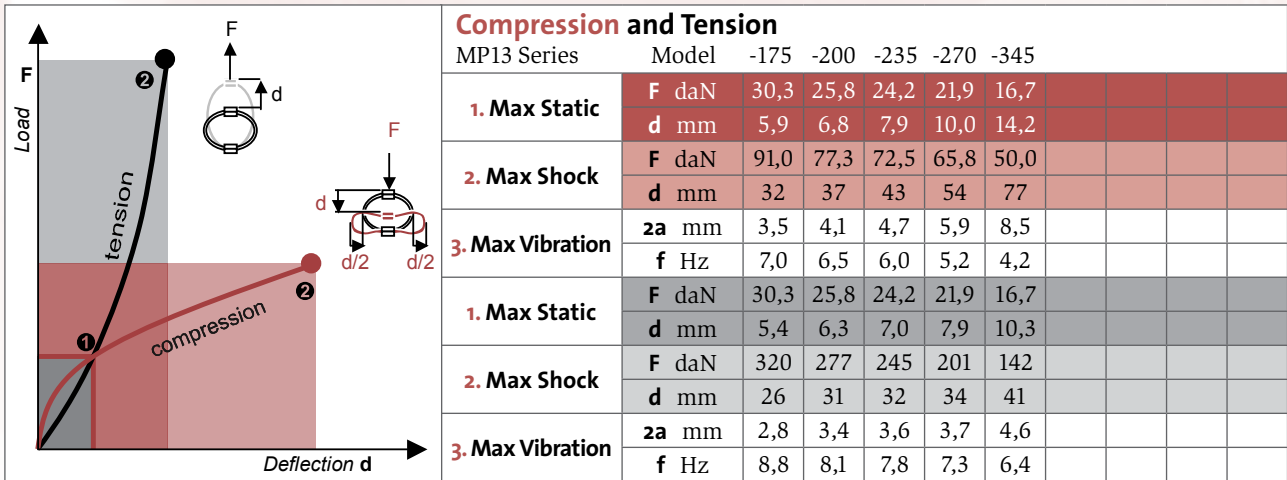 F
Load
F
d
2
tension
F
d
d/2 d/2
2
1
compression
Deflection d
Compression and Tension
MP13 Series Model -175 -200 -235 -270 -345
1. Max Static
F daN 30,3 25,8 24,2 21,9 16,7
d mm 5,9 6,8 7,9 10,0 14,2
2. Max Shock
F daN 91,0 77,3 72,5 65,8 50,0
d mm 32 37 43 54 77
3. Max Vibration
2a mm 3,5 4,1 4,7 5,9 8,5
f Hz 7,0 6,5 6,0 5,2 4,2
1. Max Static
F daN 30,3 25,8 24,2 21,9 16,7
d mm 5,4 6,3 7,0 7,9 10,3
2. Max Shock
F daN 320 277 245 201 142
d mm 26 31 32 34 41
3. Max Vibration
2a mm 2,8 3,4 3,6 3,7 4,6
f Hz 8,8 8,1 7,8 7,3 6,4